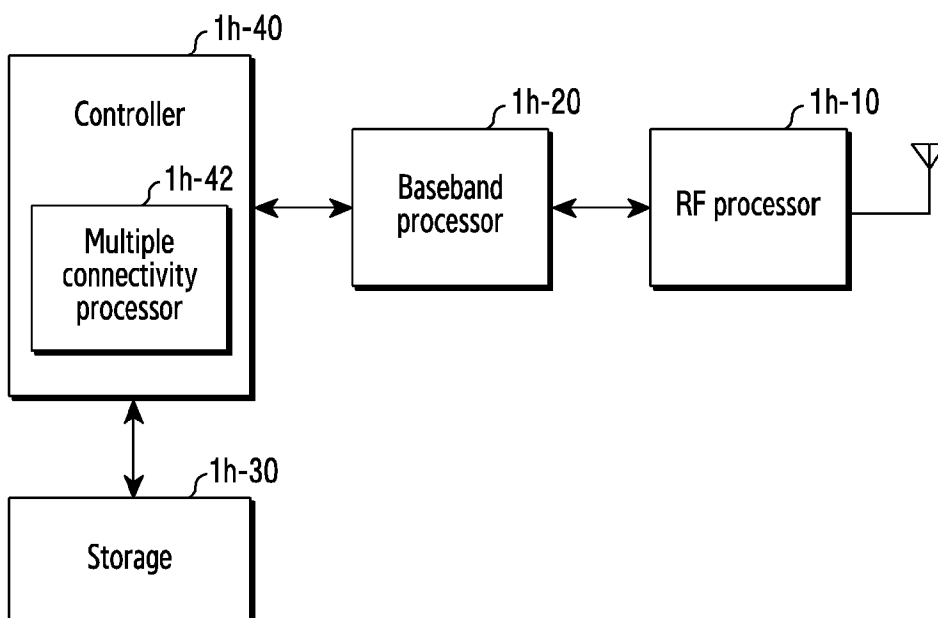 1h-40
Controller
1h-42
Multiple
connectivity
processor
1h-20
Baseband
processor
1h-10
RF processor
1h-30
Storage